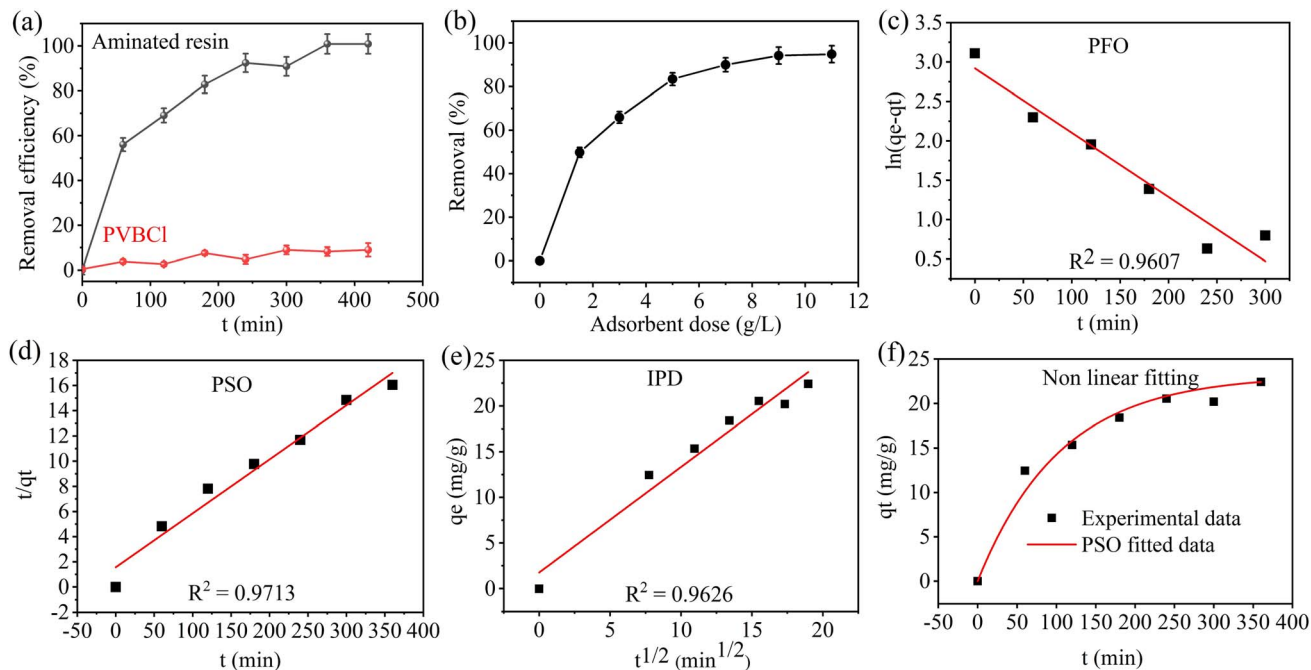 (a)
Aminated resin
PVBCl
Removal efficiency (%)
100
80
60
40
20
0
0 100 200 300 400 500
t (min)
(b)
Removal (%)
100
80
60
40
20
0
0 2 4 6 8 10 12
Adsorbent dose (g/L)
(c)
PFO
ln(qe-qt)
3.5
3.0
2.5
2.0
1.5
1.0
0.5
R² = 0.9607
0 50 100 150 200 250 300
t (min)
(d)
PSO
t/qt
18
16
14
12
10
8
6
4
2
0
-2
R² = 0.9713
-50 0 50 100 150 200 250 300 350 400
t (min)
(e)
IPD
qe (mg/g)
25
20
15
10
5
0
R² = 0.9626
0 5 10 15 20
t^1/2 (min^1/2)
(f)
Non linear fitting
Experimental data
PSO fitted data
qt (mg/g)
25
20
15
10
5
0
-50 0 50 100 150 200 250 300 350 400
t (min)